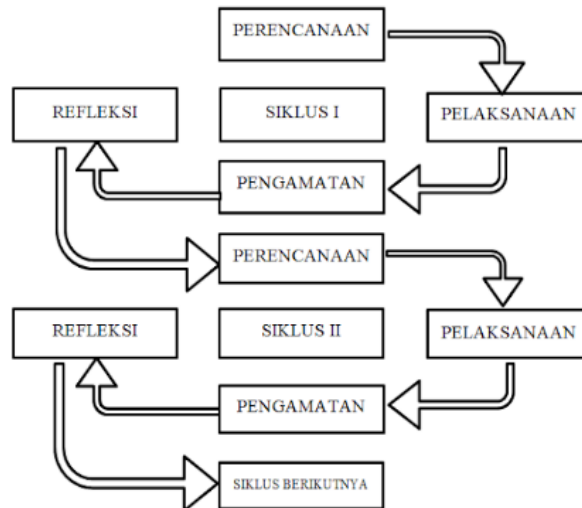 PERENCANAAN
REFLEKSI
SIKLUS I
PELAKSANAAN
PENGAMATAN
PERENCANAAN
REFLEKSI
SIKLUS II
PELAKSANAAN
PENGAMATAN
SIKLUS BERIKUTNYA